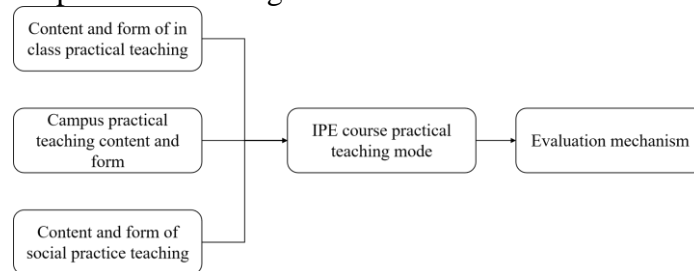 Content and form of in
class practical teaching
Campus practical
teaching content and
form
Content and form of
social practice teaching
IPE course practical
teaching mode
Evaluation mechanism